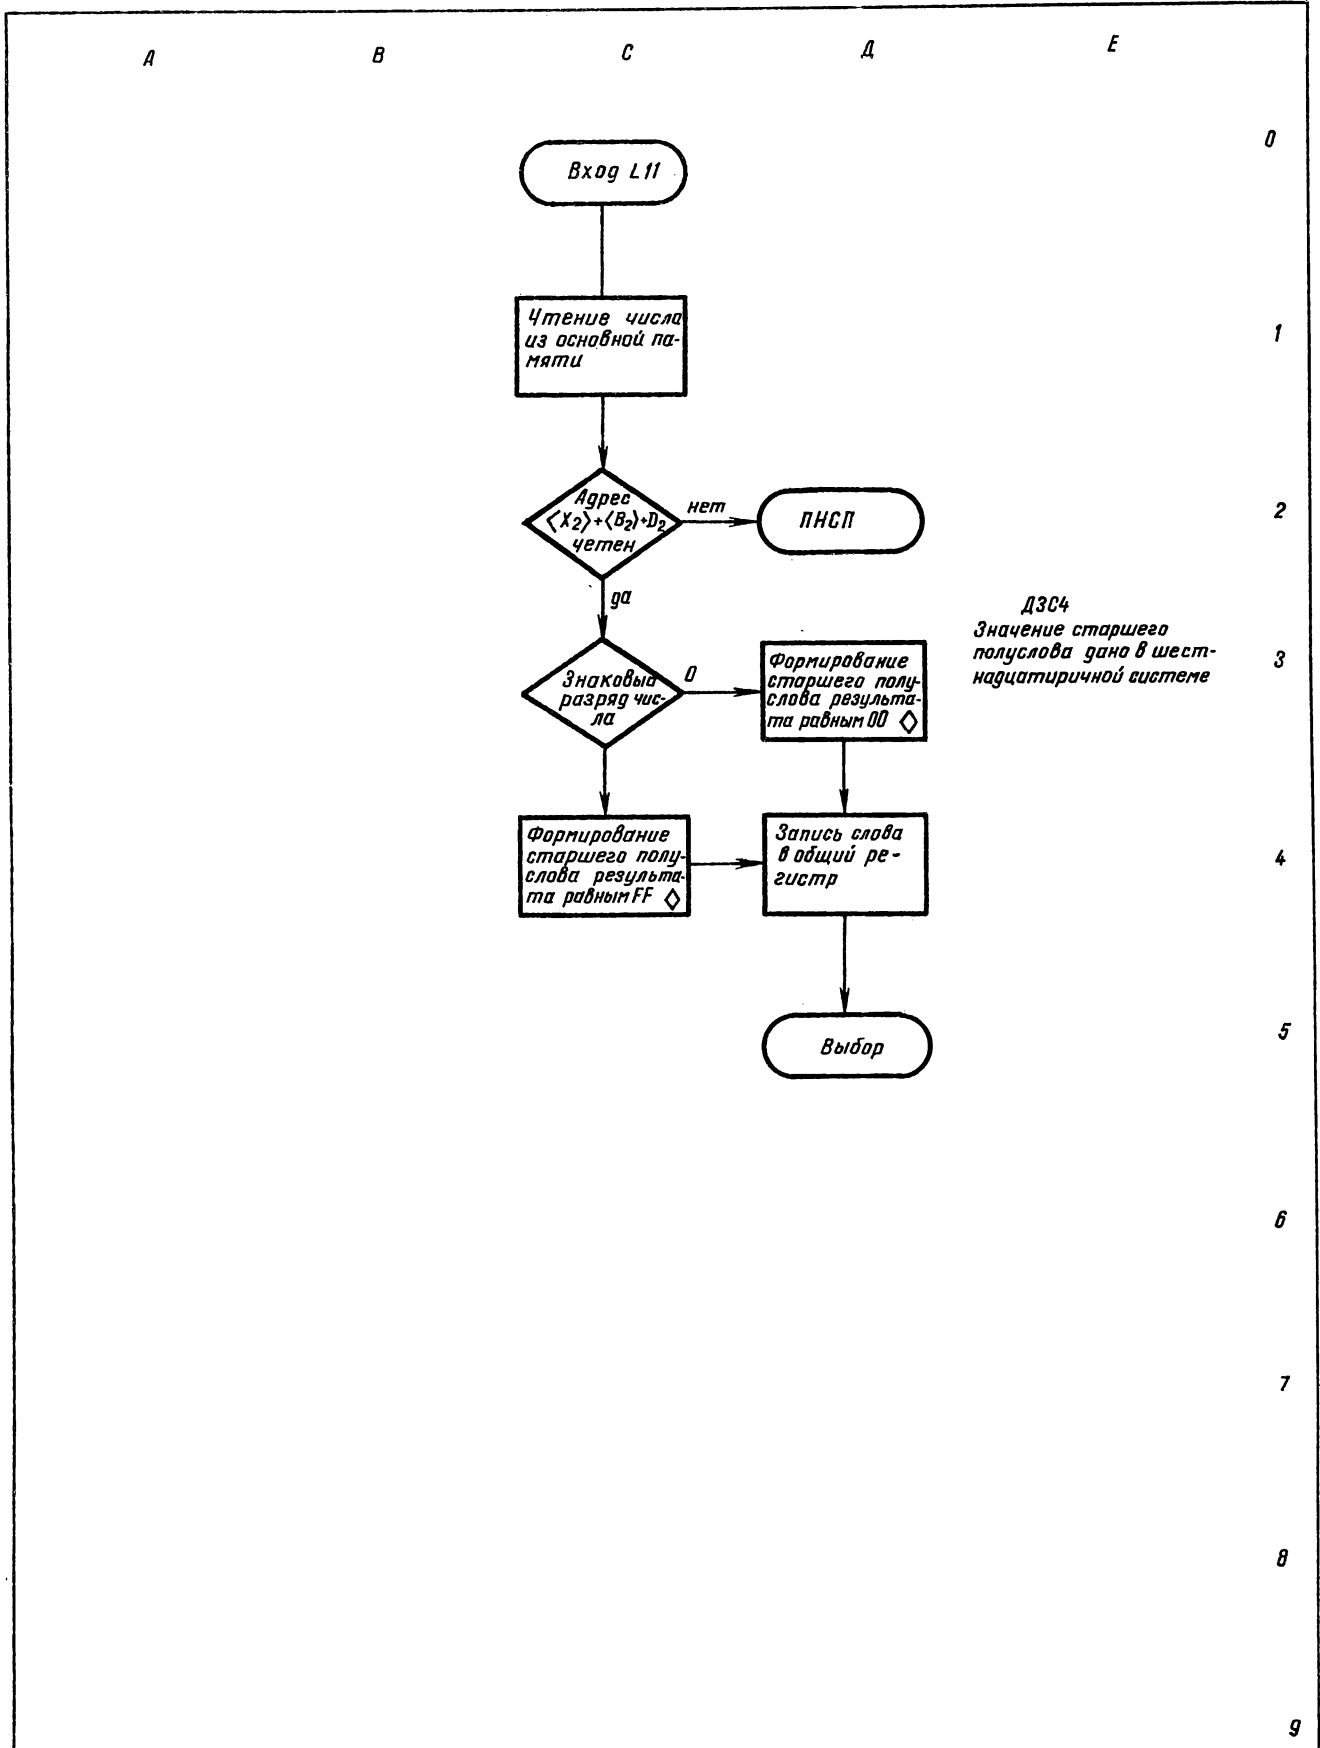 А В С Д Е
0
Вход L11
Чтение числа
из основной па-
мяти
1
Адрес
⟨X₂⟩+⟨B₂⟩+D₂
четен
нет
ПНСП
2
да
Д3С4
Значение старшего
полуслова дано в шест-
надцатиричной системе
Знаковый
разряд чис-
ла
0
Формирование
старшего полу-
слова результа-
та равным 00 ◇
3
Формирование
старшего полу-
слова результа-
та равным FF ◇
Запись слова
в общий ре-
гистр
4
Выбор
5
6
7
8
9